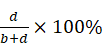 d/(b+d) × 100%